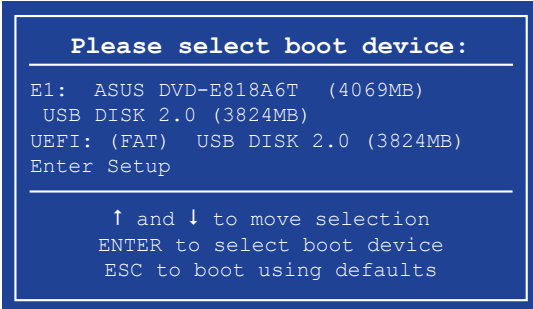 Please select boot device:
E1: ASUS DVD-E818A6T (4069MB)
USB DISK 2.0 (3824MB)
UEFI: (FAT) USB DISK 2.0 (3824MB)
Enter Setup
↑ and ↓ to move selection
ENTER to select boot device
ESC to boot using defaults